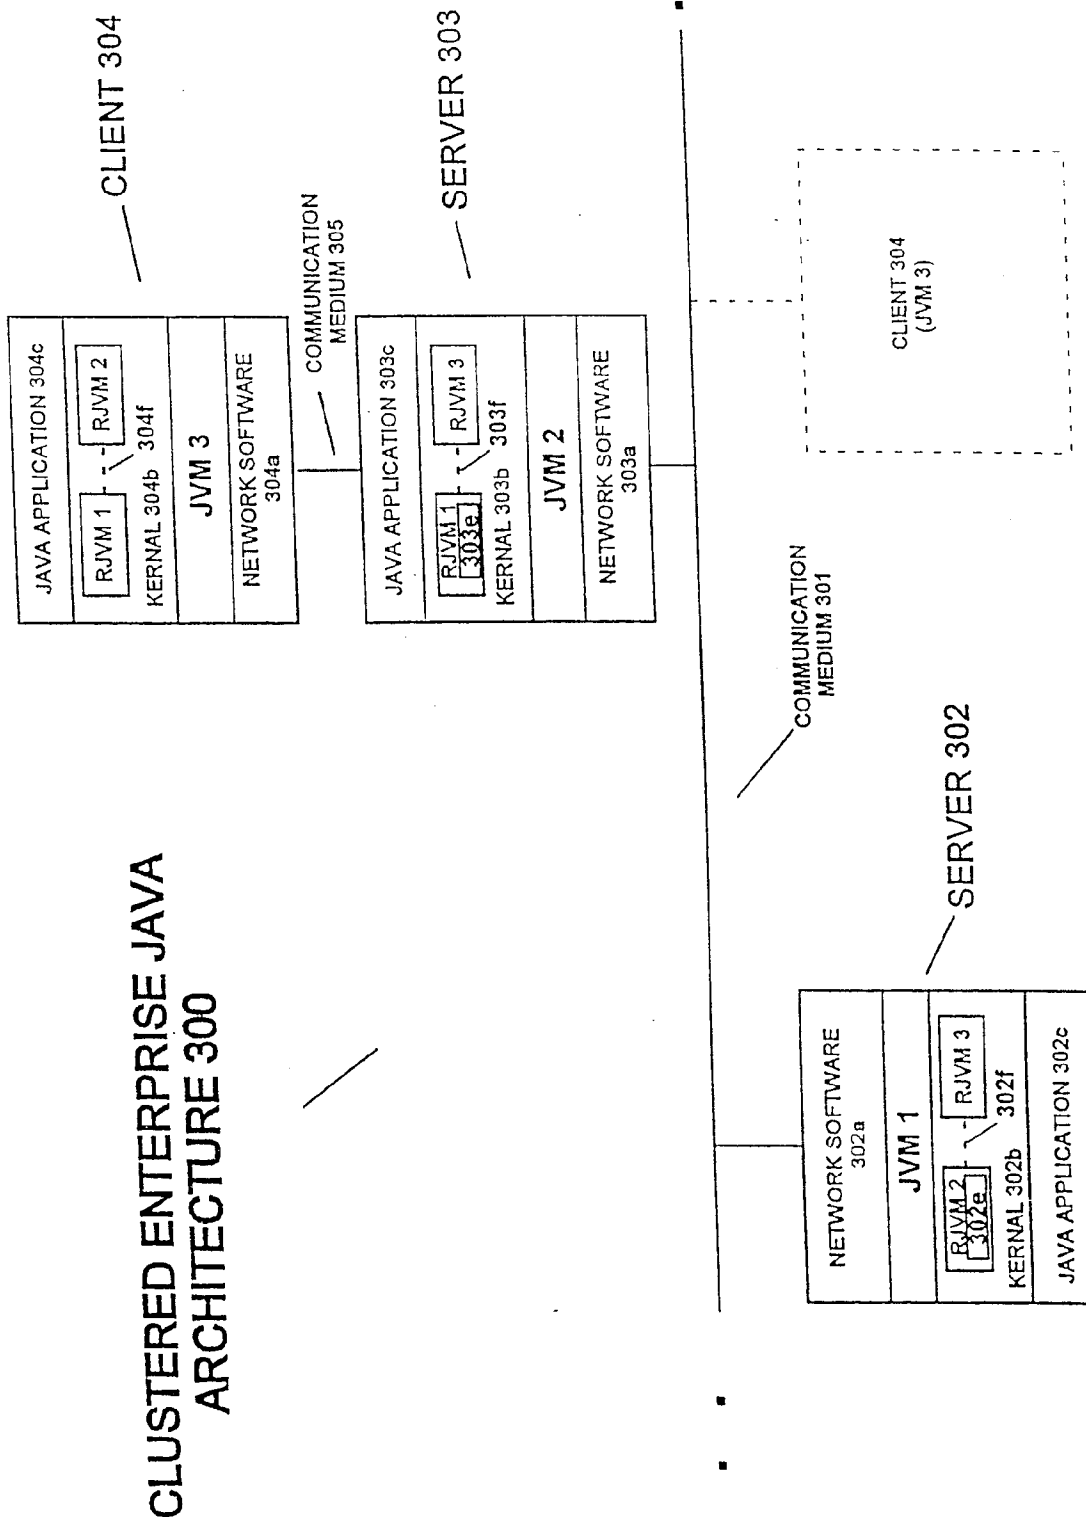 CLUSTERED ENTERPRISE JAVA
ARCHITECTURE 300
CLIENT 304
JAVA APPLICATION 304c
RJVM 1
RJVM 2
304f
KERNAL 304b
JVM 3
NETWORK SOFTWARE
304a
COMMUNICATION
MEDIUM 305
SERVER 303
JAVA APPLICATION 303c
RJVM 1
303e
RJVM 3
303f
KERNAL 303b
JVM 2
NETWORK SOFTWARE
303a
COMMUNICATION
MEDIUM 301
SERVER 302
NETWORK SOFTWARE
302a
JVM 1
RJVM 2
302e
RJVM 3
302f
KERNAL 302b
JAVA APPLICATION 302c
CLIENT 304
(JVM 3)